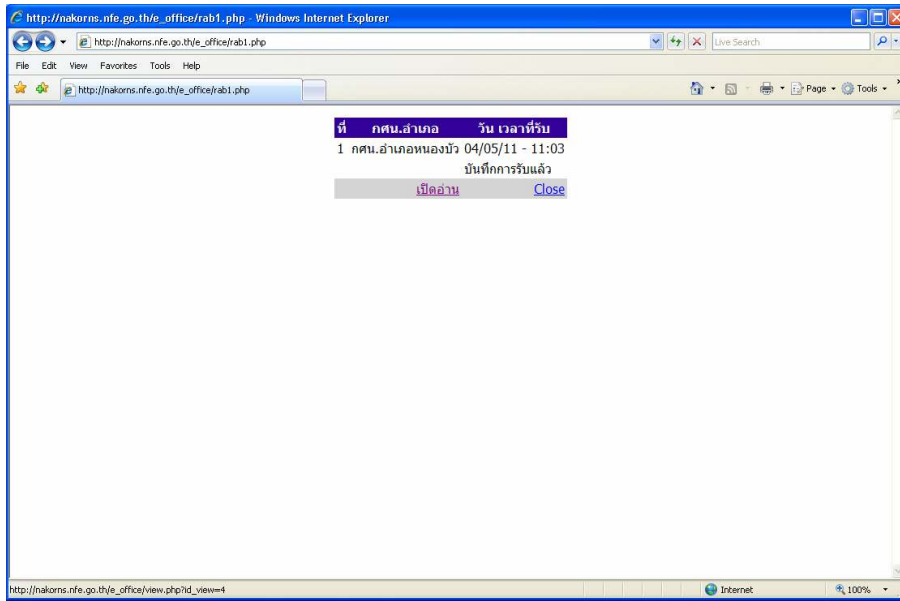 http://nakorns.nfe.go.th/e_office/rab1.php - Windows Internet Explorer
http://nakorns.nfe.go.th/e_office/rab1.php Live Search
File Edit View Favorites Tools Help
http://nakorns.nfe.go.th/e_office/rab1.php Page Tools
ที่ กศน.อำเภอ วัน เวลาที่รับ
1 กศน.อำเภอหนองบัว 04/05/11 - 11:03
บันทึกการรับแล้ว
เปิดอ่าน Close
http://nakorns.nfe.go.th/e_office/view.php?id_view=4 Internet 100%